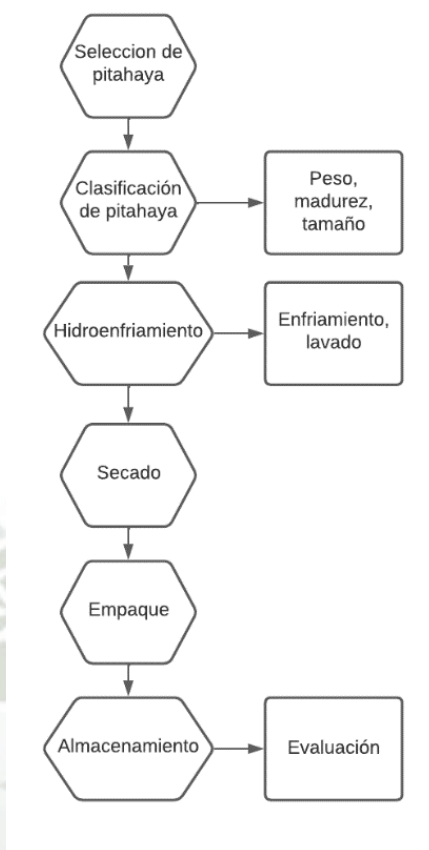 Seleccion de
pitahaya
Clasificación
de pitahaya
Peso,
madurez,
tamaño
Hidroenfriamiento
Enfriamiento,
lavado
Secado
Empaque
Almacenamiento
Evaluación